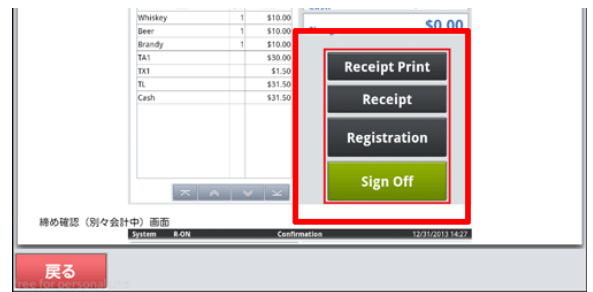 Whiskey 1 $10.00
Beer 1 $10.00
Brandy 1 $10.00
TA1 $30.00
TX1 $1.50
TL $31.50
Cash $31.50
$0.00
Receipt Print
Receipt
Registration
Sign Off
締め確認（別々会計中）画面
System R-ON Confirmation 12/31/2013 14:27
戻る